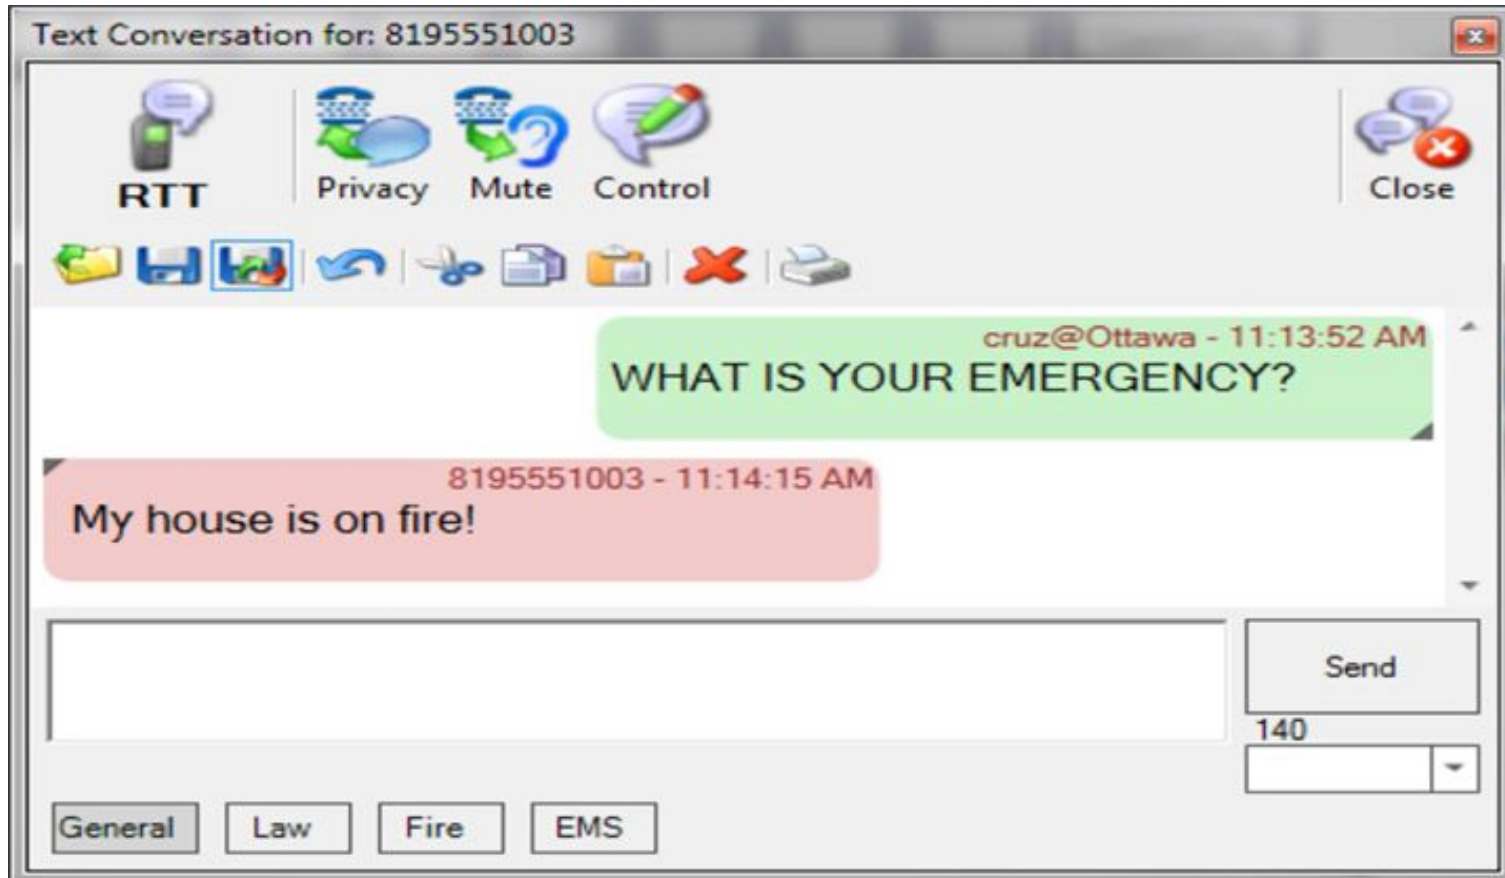 Text Conversation for: 8195551003
RTT
Privacy
Mute
Control
Close
cruz@Ottawa - 11:13:52 AM
WHAT IS YOUR EMERGENCY?
8195551003 - 11:14:15 AM
My house is on fire!
Send
140
General
Law
Fire
EMS